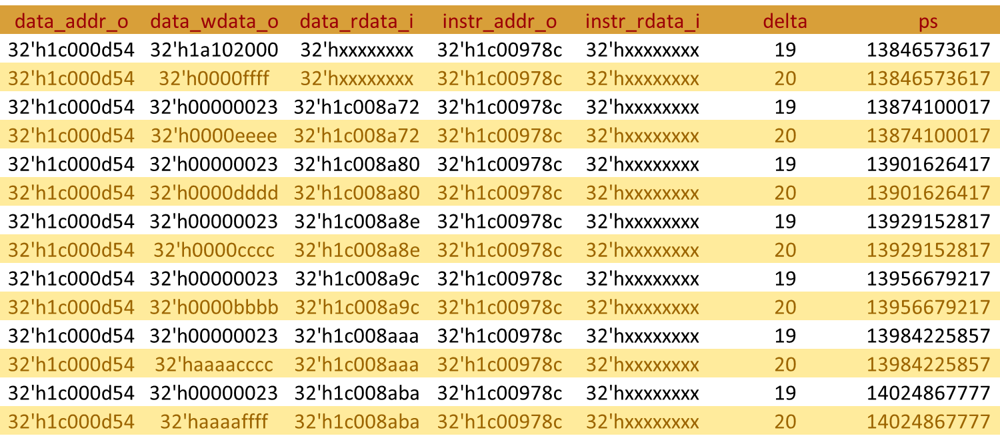 data_addr_o data_wdata_o data_rdata_i instr_addr_o instr_rdata_i delta ps
32'h1c000d54 32'h1a102000 32'hxxxxxxxx 32'h1c00978c 32'hxxxxxxxx 19 13846573617
32'h1c000d54 32'h0000ffff 32'hxxxxxxxx 32'h1c00978c 32'hxxxxxxxx 20 13846573617
32'h1c000d54 32'h00000023 32'h1c008a72 32'h1c00978c 32'hxxxxxxxx 19 13874100017
32'h1c000d54 32'h0000eeee 32'h1c008a72 32'h1c00978c 32'hxxxxxxxx 20 13874100017
32'h1c000d54 32'h00000023 32'h1c008a80 32'h1c00978c 32'hxxxxxxxx 19 13901626417
32'h1c000d54 32'h0000dddd 32'h1c008a80 32'h1c00978c 32'hxxxxxxxx 20 13901626417
32'h1c000d54 32'h00000023 32'h1c008a8e 32'h1c00978c 32'hxxxxxxxx 19 13929152817
32'h1c000d54 32'h0000cccc 32'h1c008a8e 32'h1c00978c 32'hxxxxxxxx 20 13929152817
32'h1c000d54 32'h00000023 32'h1c008a9c 32'h1c00978c 32'hxxxxxxxx 19 13956679217
32'h1c000d54 32'h0000bbbb 32'h1c008a9c 32'h1c00978c 32'hxxxxxxxx 20 13956679217
32'h1c000d54 32'h00000023 32'h1c008aaa 32'h1c00978c 32'hxxxxxxxx 19 13984225857
32'h1c000d54 32'haaaacccc 32'h1c008aaa 32'h1c00978c 32'hxxxxxxxx 20 13984225857
32'h1c000d54 32'h00000023 32'h1c008aba 32'h1c00978c 32'hxxxxxxxx 19 14024867777
32'h1c000d54 32'haaaaffff 32'h1c008aba 32'h1c00978c 32'hxxxxxxxx 20 14024867777